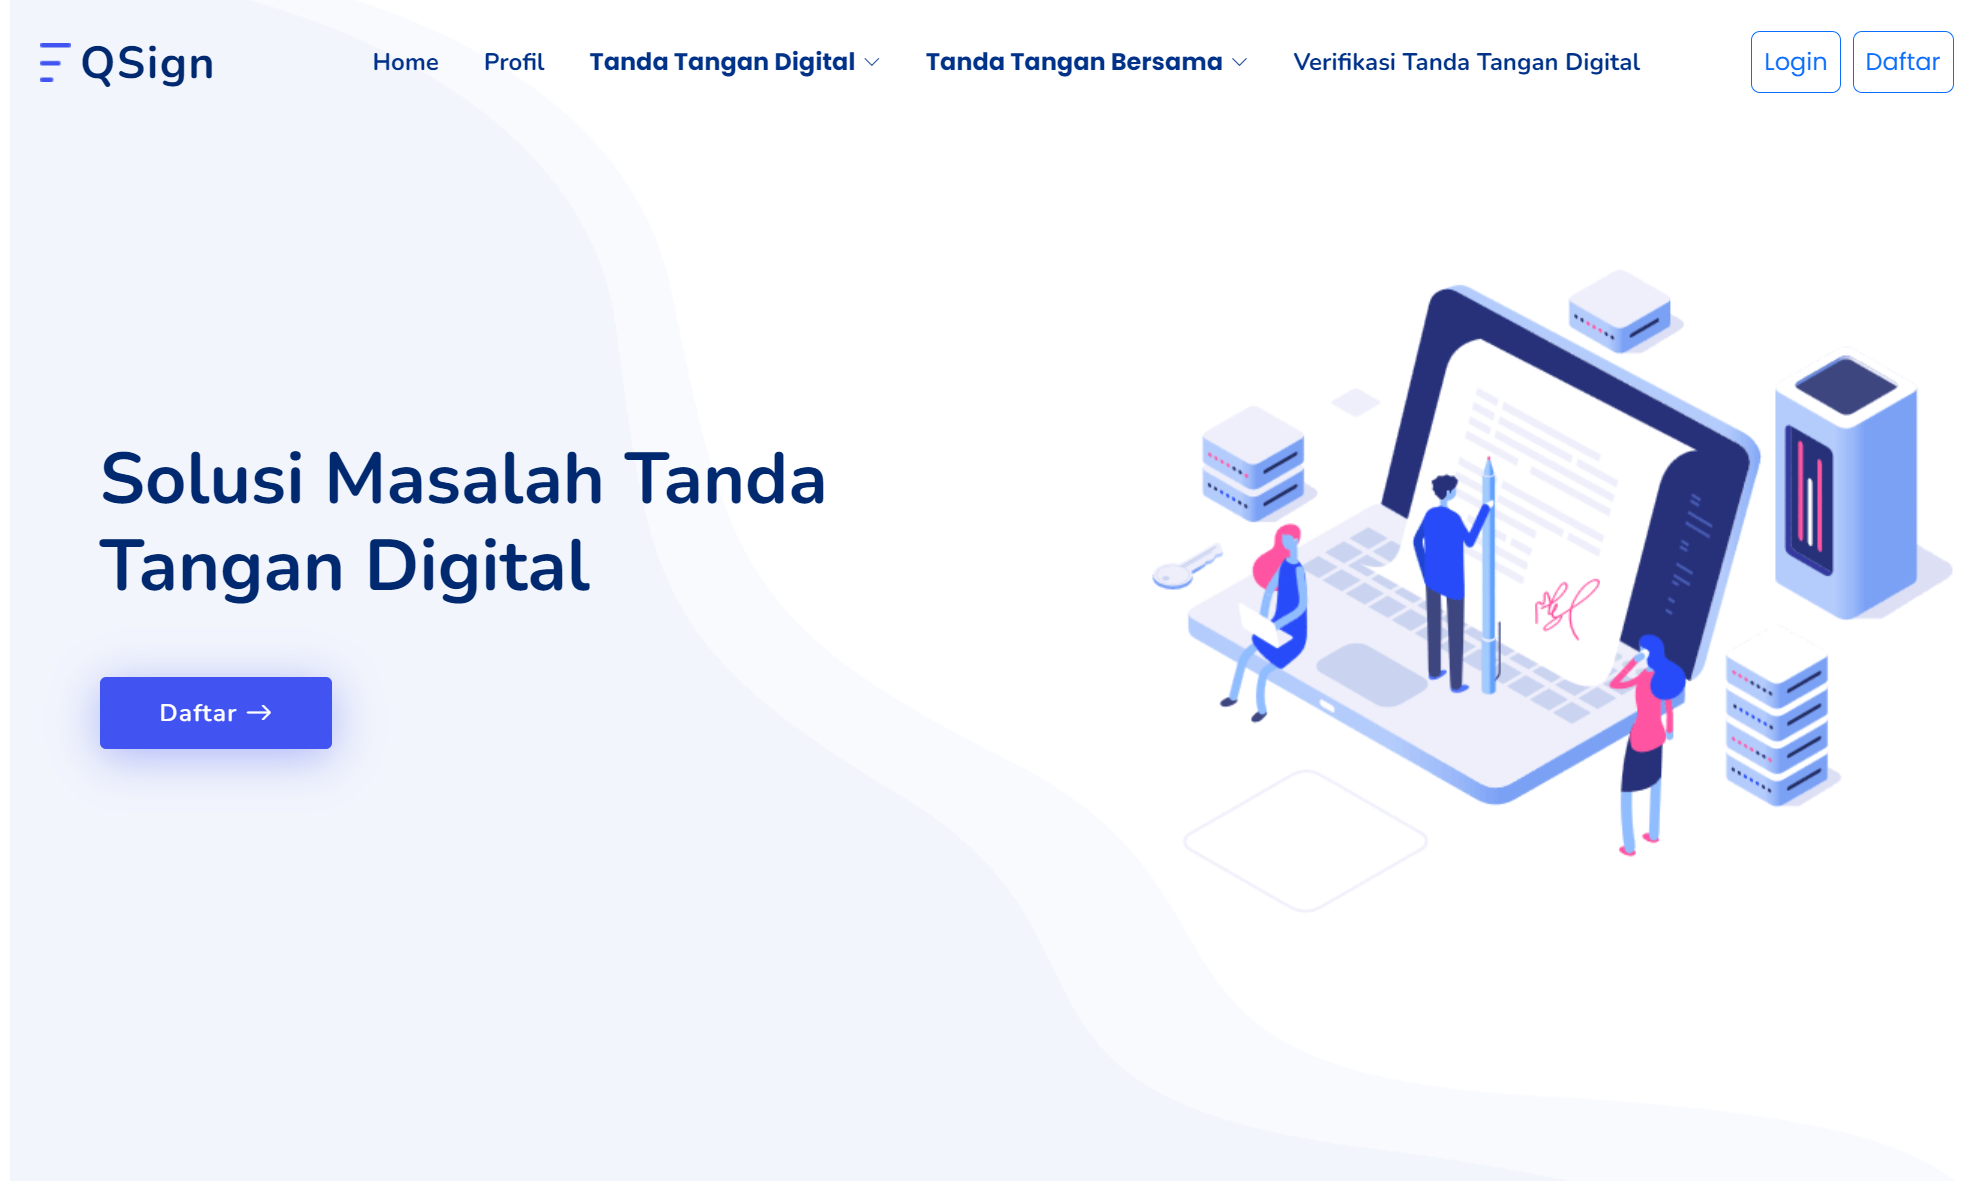 QSign
Home
Profil
Tanda Tangan Digital
Tanda Tangan Bersama
Verifikasi Tanda Tangan Digital
Login
Daftar
Solusi Masalah Tanda
Tangan Digital
Daftar →